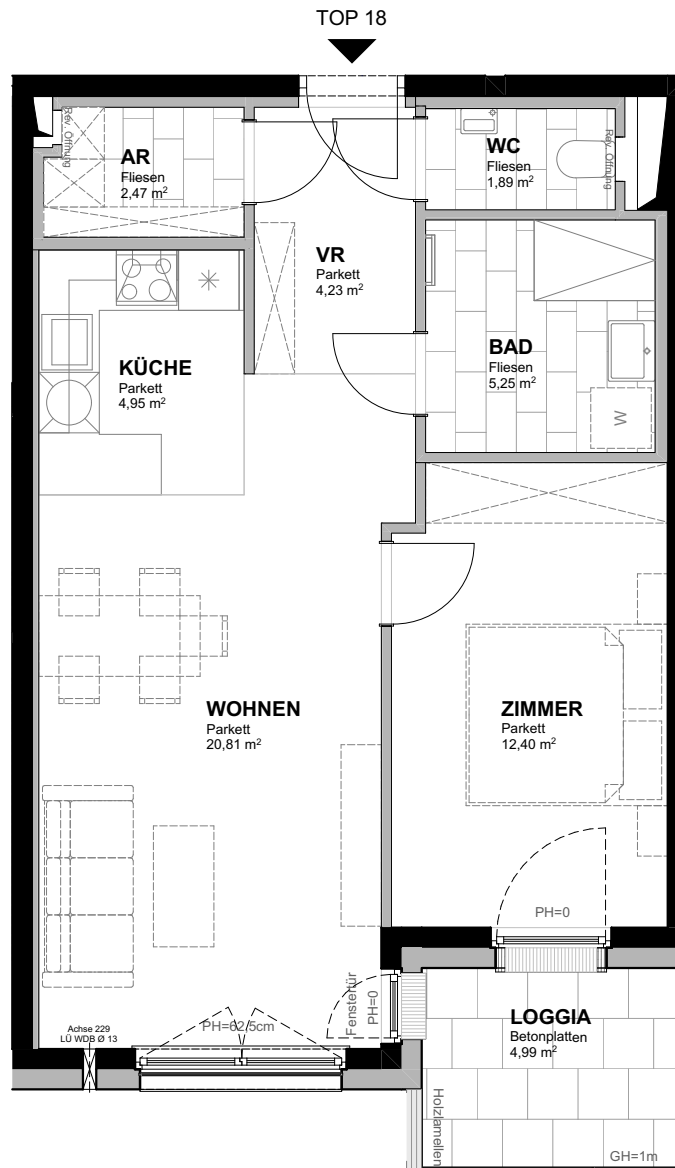 TOP 18
Rev. Öffnung
AR
Fliesen
2,47 m²
WC
Fliesen
1,89 m²
Rev. Öffnung
VR
Parkett
4,23 m²
KÜCHE
Parkett
4,95 m²
BAD
Fliesen
5,25 m²
W
WOHNEN
Parkett
20,81 m²
ZIMMER
Parkett
12,40 m²
PH=0
Achse 229
LÜ WDB Ø 13
PH=62,5cm
Fenstertür
PH=0
LOGGIA
Betonplatten
4,99 m²
Holzlamellen
GH=1m